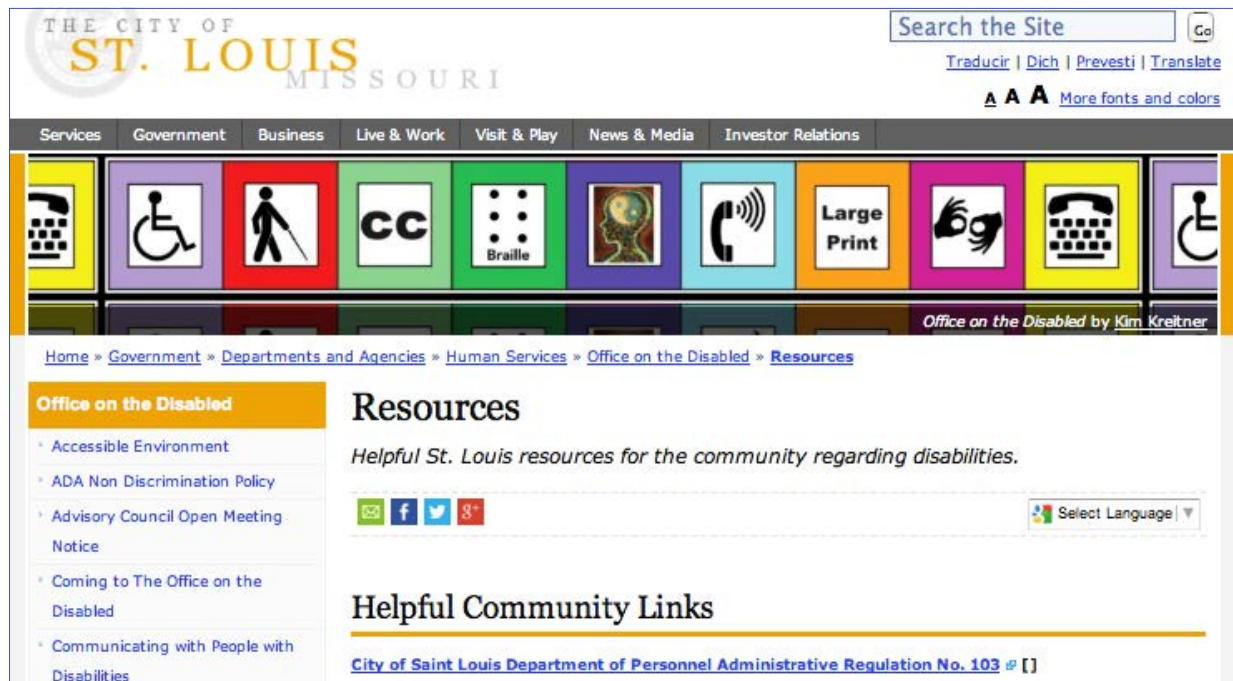 THE CITY OF
ST. LOUIS
MISSOURI
Search the Site
Go
Traducir | Dich | Prevesti | Translate
A A A More fonts and colors
Services Government Business Live & Work Visit & Play News & Media Investor Relations
CC
Braille
Large
Print
Office on the Disabled by Kim Kreitner
Home » Government » Departments and Agencies » Human Services » Office on the Disabled » Resources
Office on the Disabled
Accessible Environment
ADA Non Discrimination Policy
Advisory Council Open Meeting
Notice
Coming to The Office on the
Disabled
Communicating with People with
Disabilities
Resources
Helpful St. Louis resources for the community regarding disabilities.
f 8+
Select Language ▼
Helpful Community Links
City of Saint Louis Department of Personnel Administrative Regulation No. 103 []